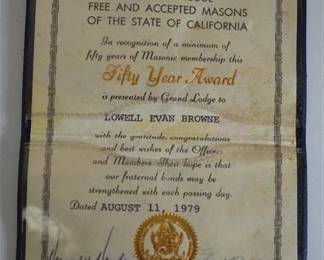 FREE AND ACCEPTED MASONS
OF THE STATE OF CALIFORNIA
In recognition of a minimum of
fifty years of Masonic membership this
Fifty Year Award
is presented by Grand Lodge to
LOWELL EVAN BROWNE
with the gratitude, congratulations
and best wishes of the Officers
and Members. Their hope is that
our fraternal bonds may be
strengthened with each passing day.
Dated AUGUST 11, 1979